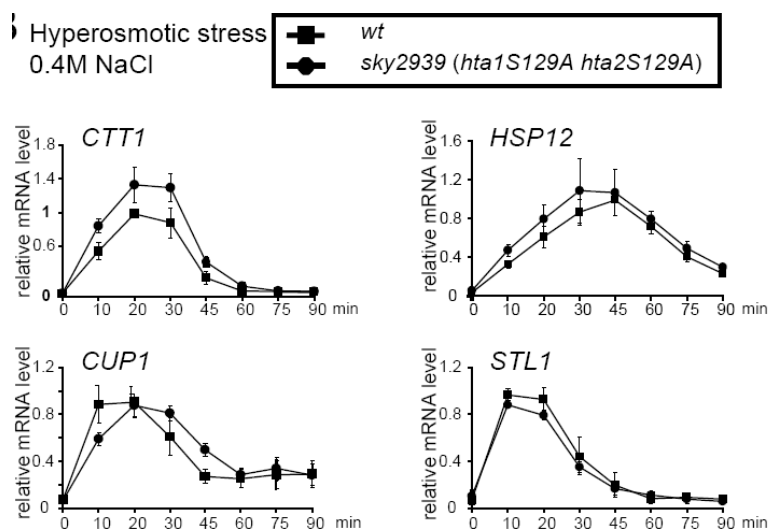 Hyperosmotic stress
0.4M NaCl
wt
sky2939 (hta1S129A hta2S129A)
CTT1
relative mRNA level
1.8
1.4
1
0.6
0
0 10 20 30 45 60 75 90 min
HSP12
relative mRNA level
1.6
1.2
0.8
0.4
0
0 10 20 30 45 60 75 90 min
CUP1
relative mRNA level
1.2
0.8
0.4
0
0 10 20 30 45 60 75 90 min
STL1
relative mRNA level
1.2
0.8
0.4
0
0 10 20 30 45 60 75 90 min